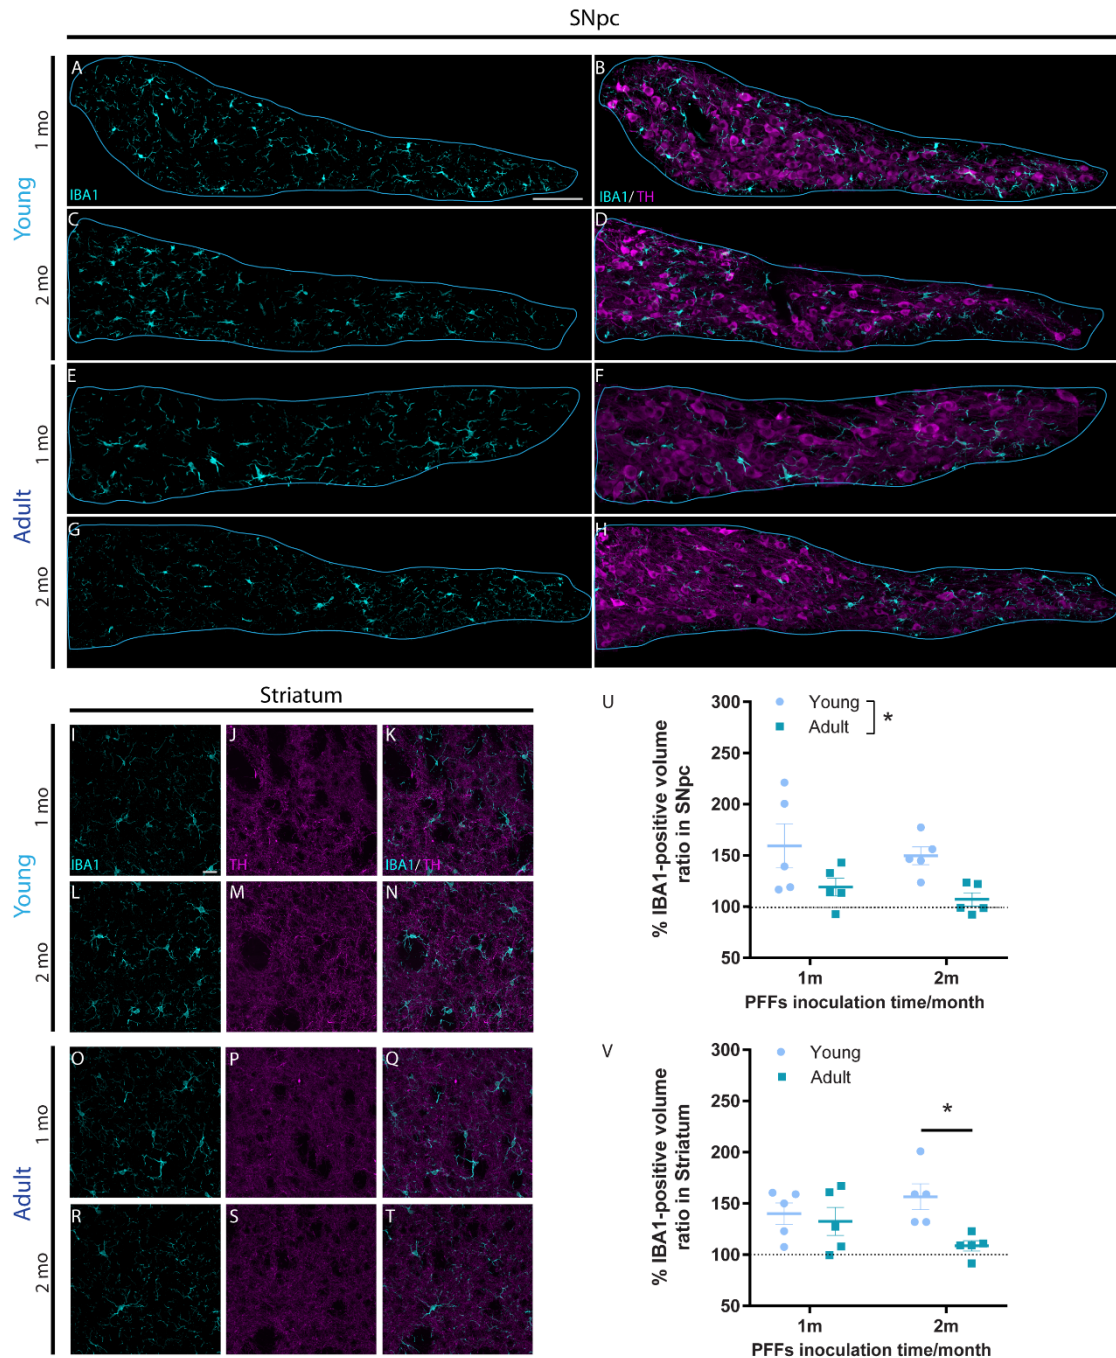 SNpc
Young
Adult
1 mo
2 mo
1 mo
2 mo
A
IBA1
B
IBA1/TH
C
D
E
F
G
H
Striatum
Young
Adult
1 mo
2 mo
1 mo
2 mo
I
IBA1
J
TH
K
IBA1/TH
L
M
N
O
P
Q
R
S
T
U
Young
Adult
*
% IBA1-positive volume
ratio in SNpc
300
250
200
150
100
50
1m
2m
PFFs inoculation time/month
V
Young
Adult
*
% IBA1-positive volume
ratio in Striatum
300
250
200
150
100
50
1m
2m
PFFs inoculation time/month